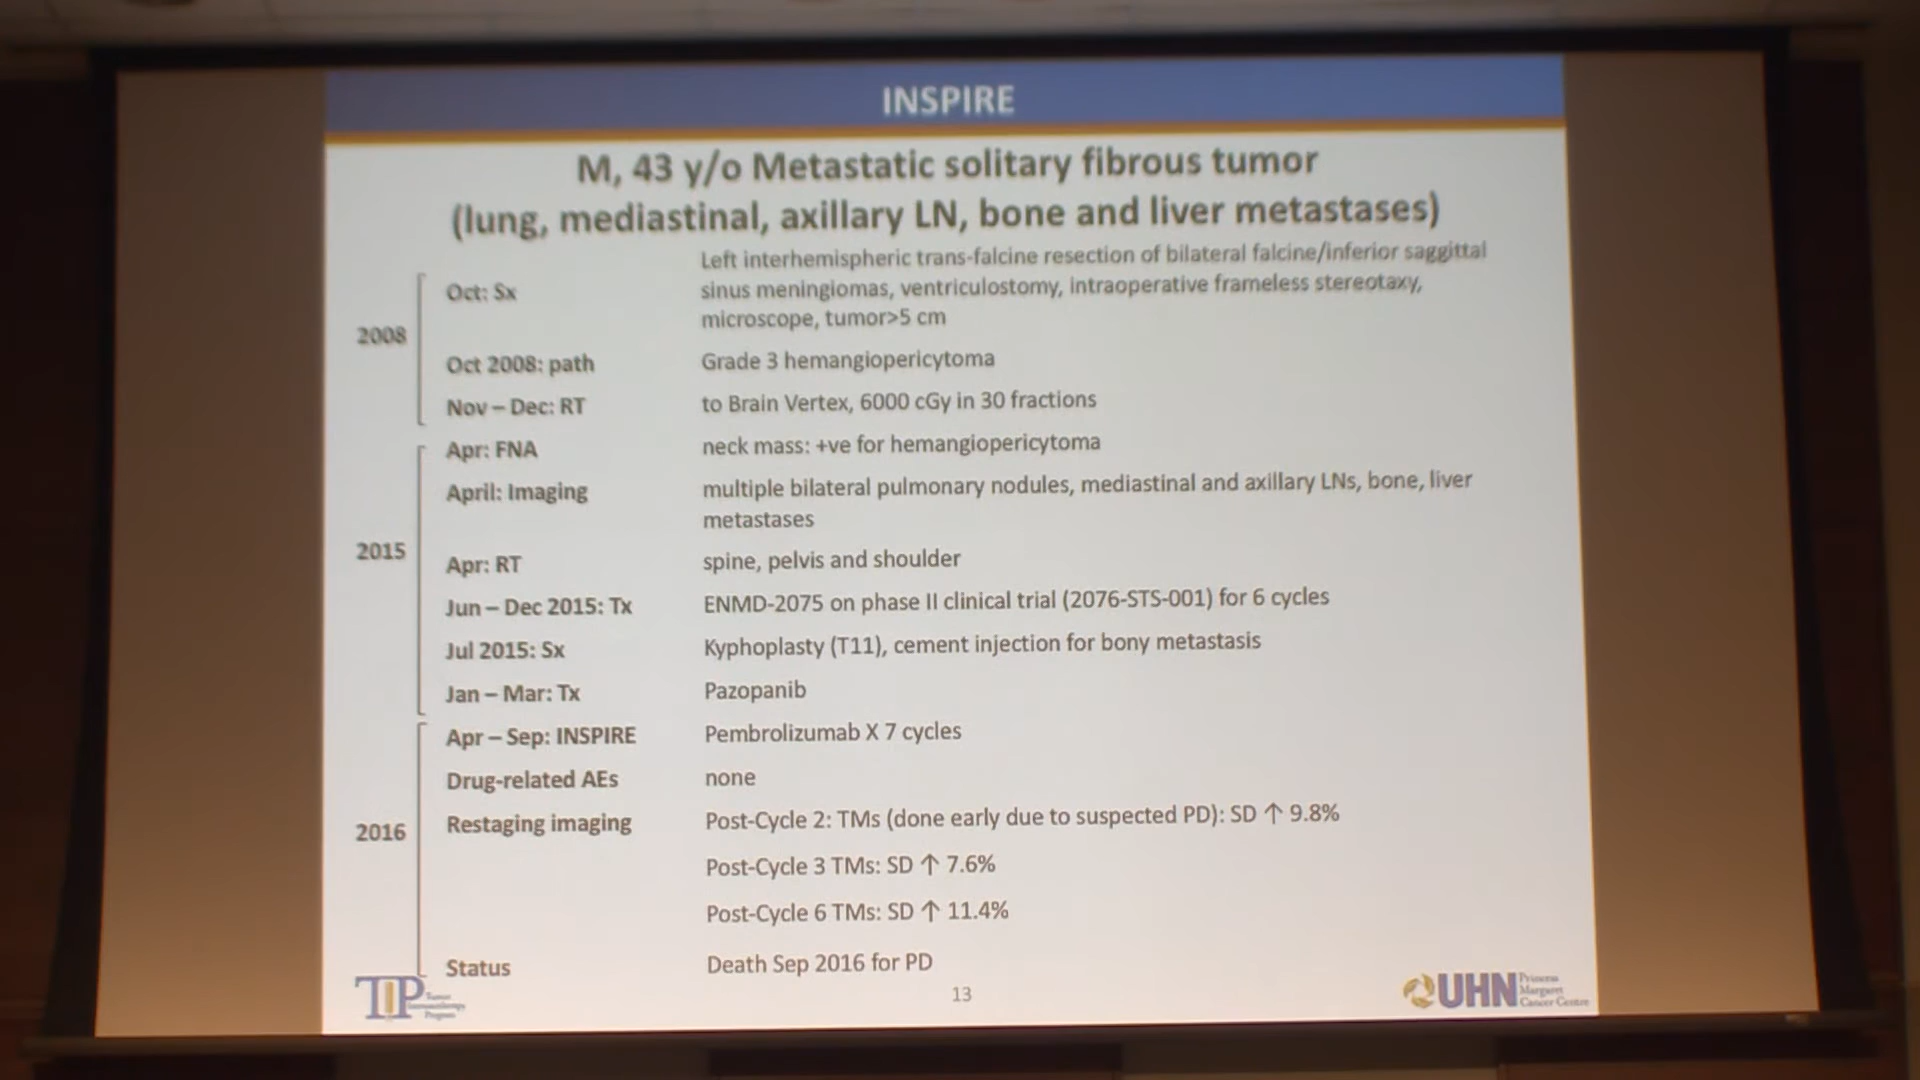 INSPIRE
M, 43 y/o Metastatic solitary fibrous tumor
(lung, mediastinal, axillary LN, bone and liver metastases)
2008
Oct: Sx
Left interhemispheric trans-falcine resection of bilateral falcine/inferior saggittal
sinus meningiomas, ventriculostomy, intraoperative frameless stereotaxy,
microscope, tumor>5 cm
Oct 2008: path
Grade 3 hemangiopericytoma
Nov – Dec: RT
to Brain Vertex, 6000 cGy in 30 fractions
2015
Apr: FNA
neck mass: +ve for hemangiopericytoma
April: Imaging
multiple bilateral pulmonary nodules, mediastinal and axillary LNs, bone, liver
metastases
Apr: RT
spine, pelvis and shoulder
Jun – Dec 2015: Tx
ENMD-2075 on phase II clinical trial (2076-STS-001) for 6 cycles
Jul 2015: Sx
Kyphoplasty (T11), cement injection for bony metastasis
Jan – Mar: Tx
Pazopanib
2016
Apr – Sep: INSPIRE
Pembrolizumab X 7 cycles
Drug-related AEs
none
Restaging imaging
Post-Cycle 2: TMs (done early due to suspected PD): SD ↑ 9.8%
Post-Cycle 3 TMs: SD ↑ 7.6%
Post-Cycle 6 TMs: SD ↑ 11.4%
Status
Death Sep 2016 for PD
TIP
Tumor
Immunotherapy
Program
13
UHN
Princess
Margaret
Cancer Centre